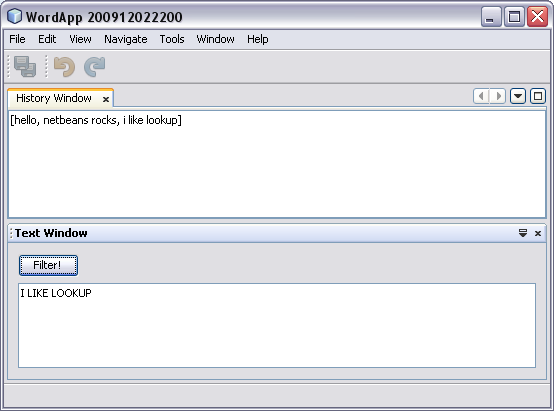 WordApp 200912022200
File Edit View Navigate Tools Window Help
History Window
[hello, netbeans rocks, i like lookup]
Text Window
Filter!
I LIKE LOOKUP